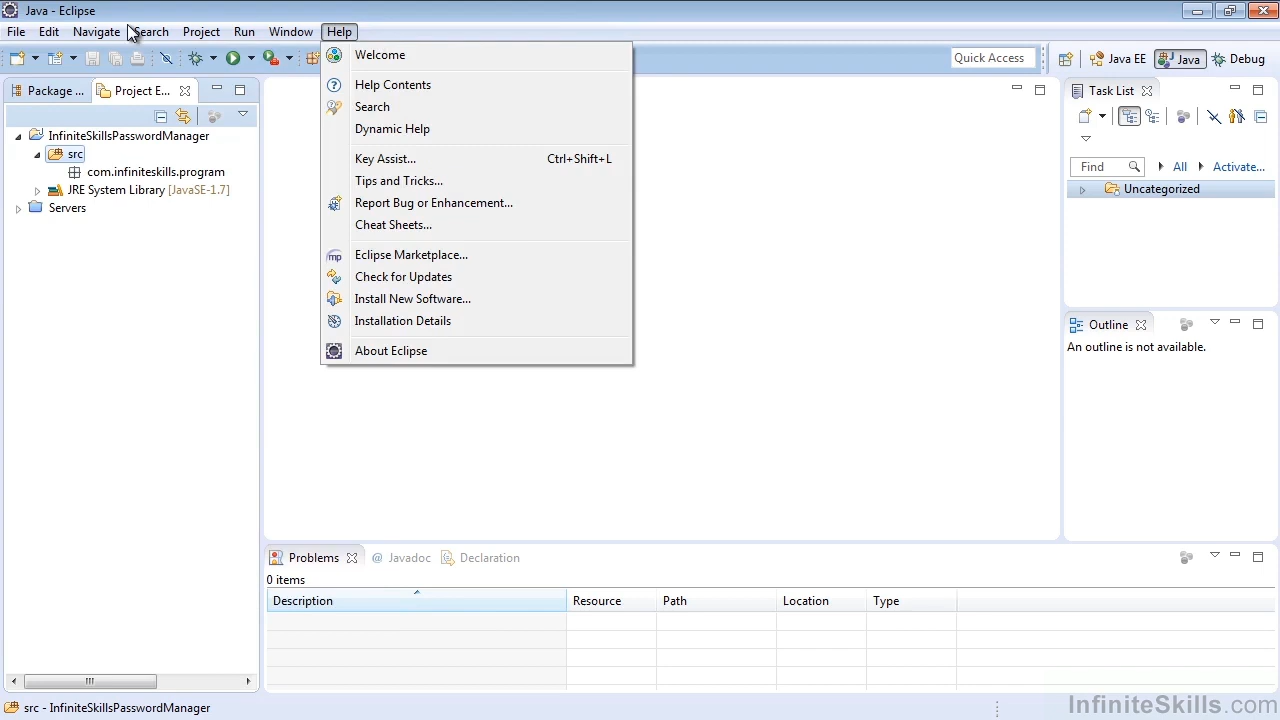 Java - Eclipse
File Edit Navigate Search Project Run Window Help
Quick Access
Java EE
Java
Debug
Welcome
Help Contents
Search
Dynamic Help
Key Assist... Ctrl+Shift+L
Tips and Tricks...
Report Bug or Enhancement...
Cheat Sheets...
Eclipse Marketplace...
Check for Updates
Install New Software...
Installation Details
About Eclipse
Package ...
Project E...
InfiniteSkillsPasswordManager
src
com.infiniteskills.program
JRE System Library [JavaSE-1.7]
Servers
Task List
Find
All
Activate...
Uncategorized
Outline
An outline is not available.
Problems @ Javadoc Declaration
0 items
Description Resource Path Location Type
src - InfiniteSkillsPasswordManager
InfiniteSkills.com